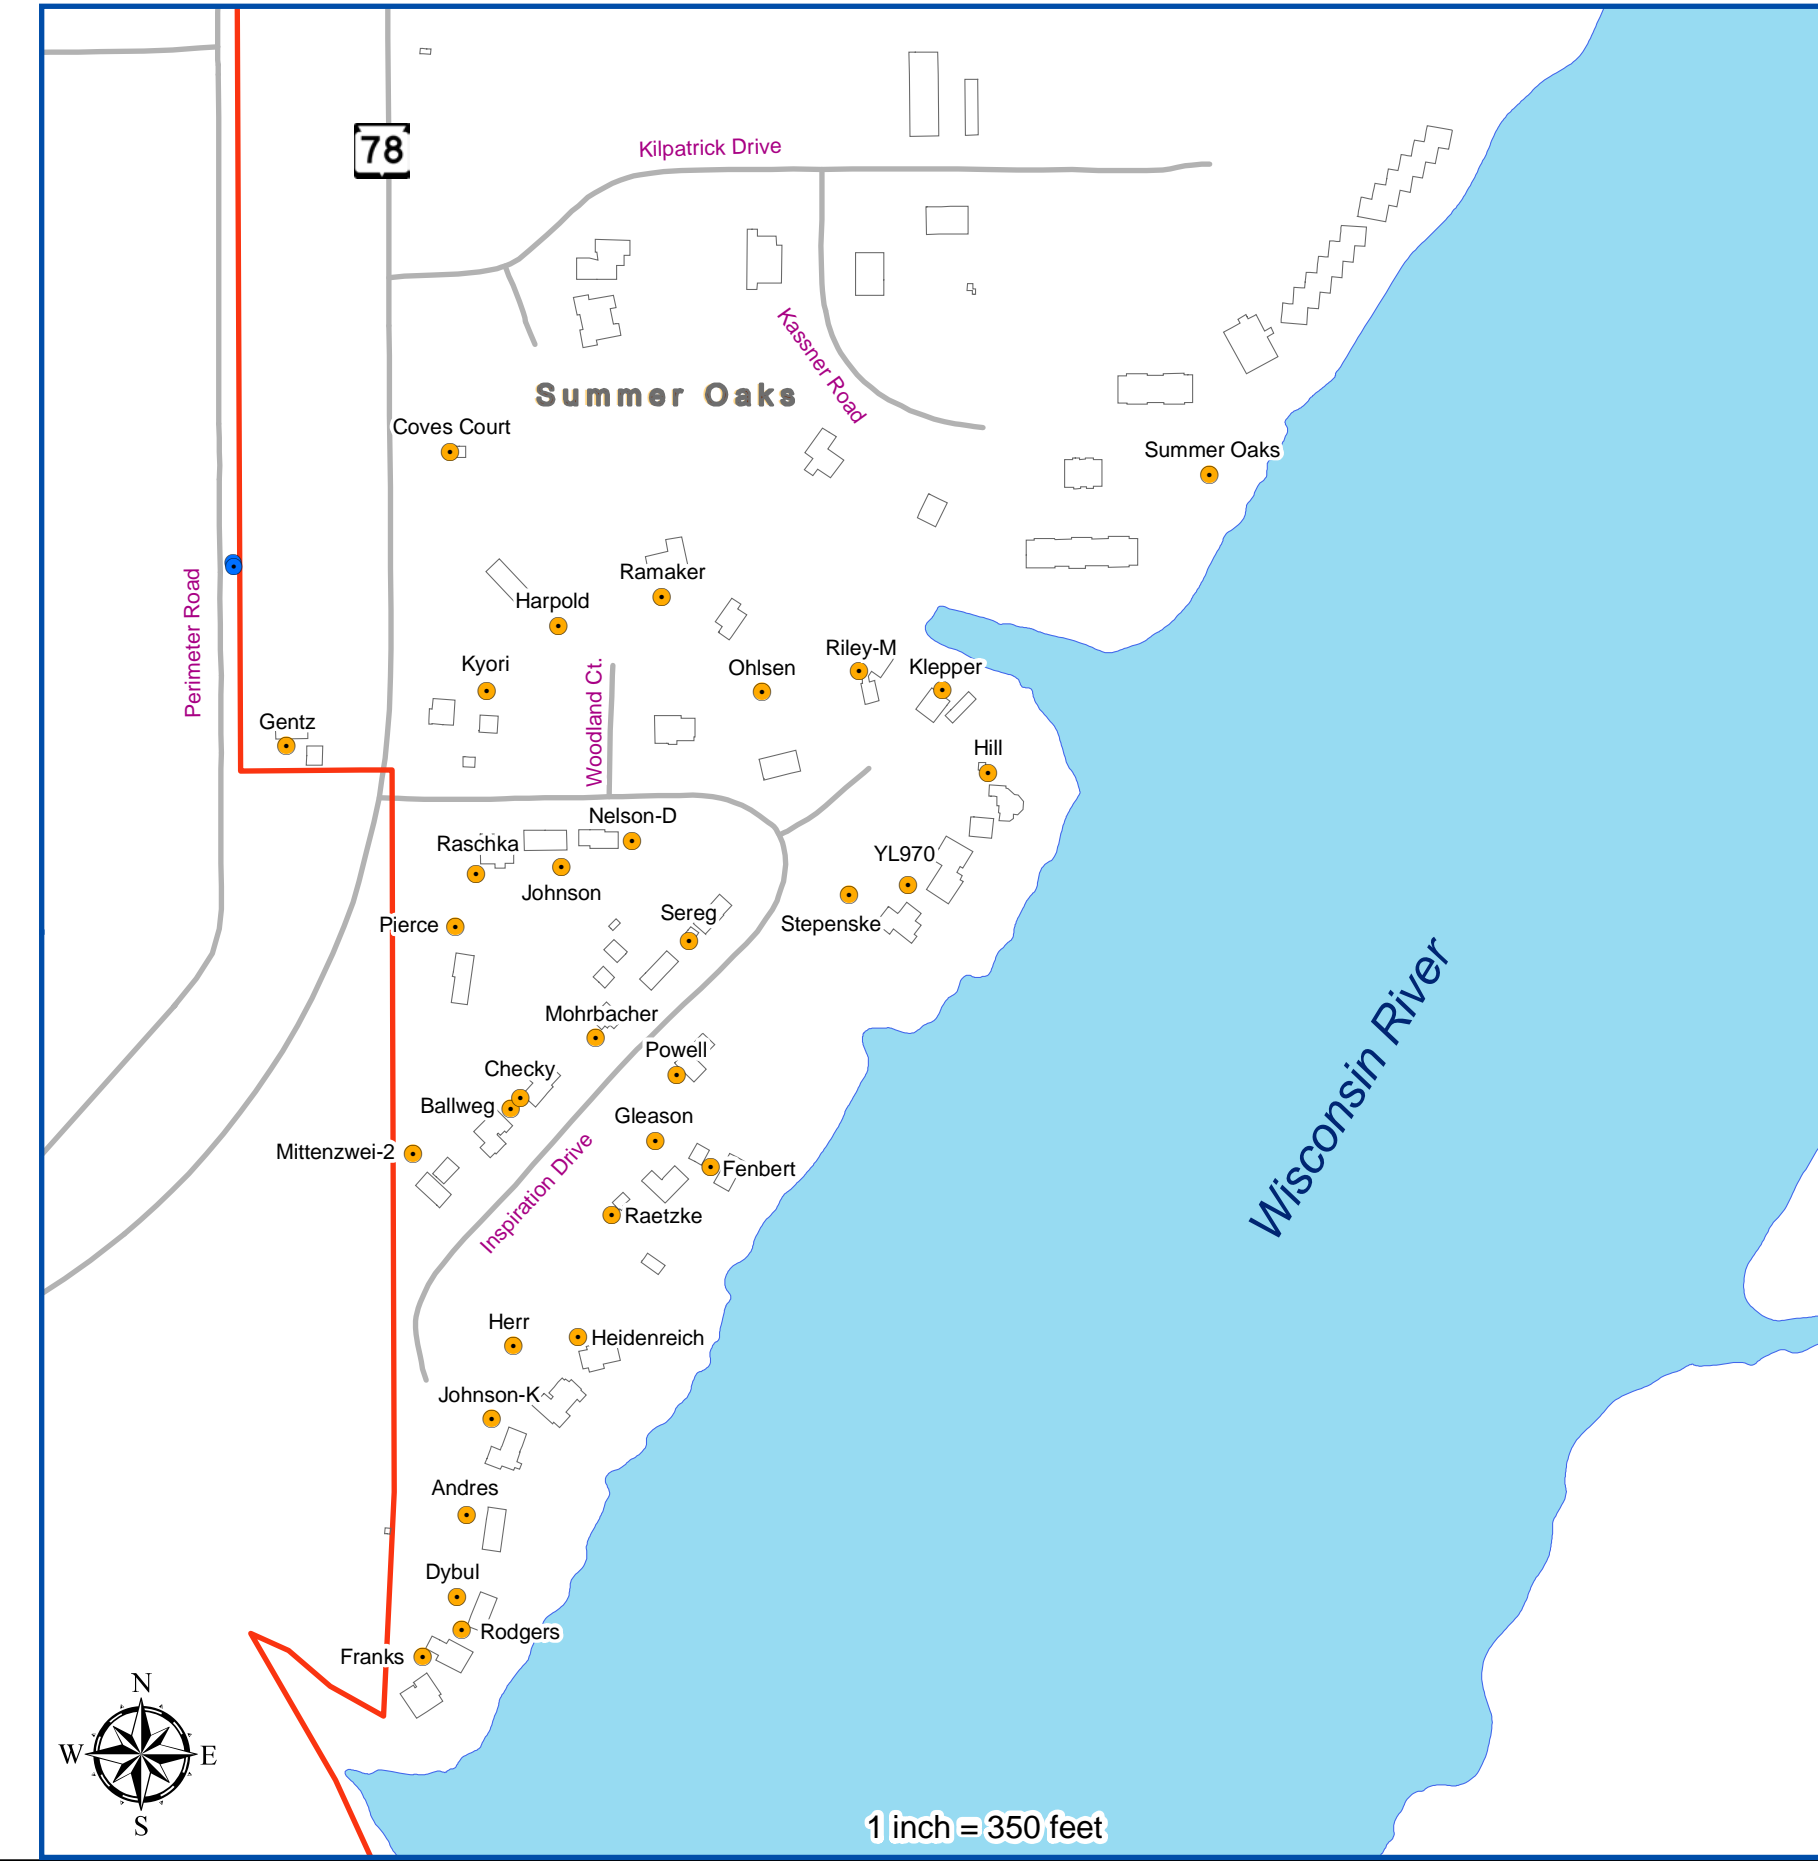 Kilpatrick Drive
78
Kassner Road
Summer Oaks
Coves Court
Summer Oaks
Perimeter Road
Ramaker
Harpold
Riley-M
Kyori
Ohlsen
Klepper
Woodland Ct.
Gentz
Hill
Nelson-D
Raschka
YL970
Johnson
Sereg
Pierce
Stepenske
Mohrbacher
Powell
Checky
Ballweg
Gleason
Wisconsin River
Mittenzwei-2
Fenbert
Inspiration Drive
Raetzke
Herr
Heidenreich
Johnson-K
Andres
Dybul
Rodgers
Franks
N
W E
S
1 inch = 350 feet